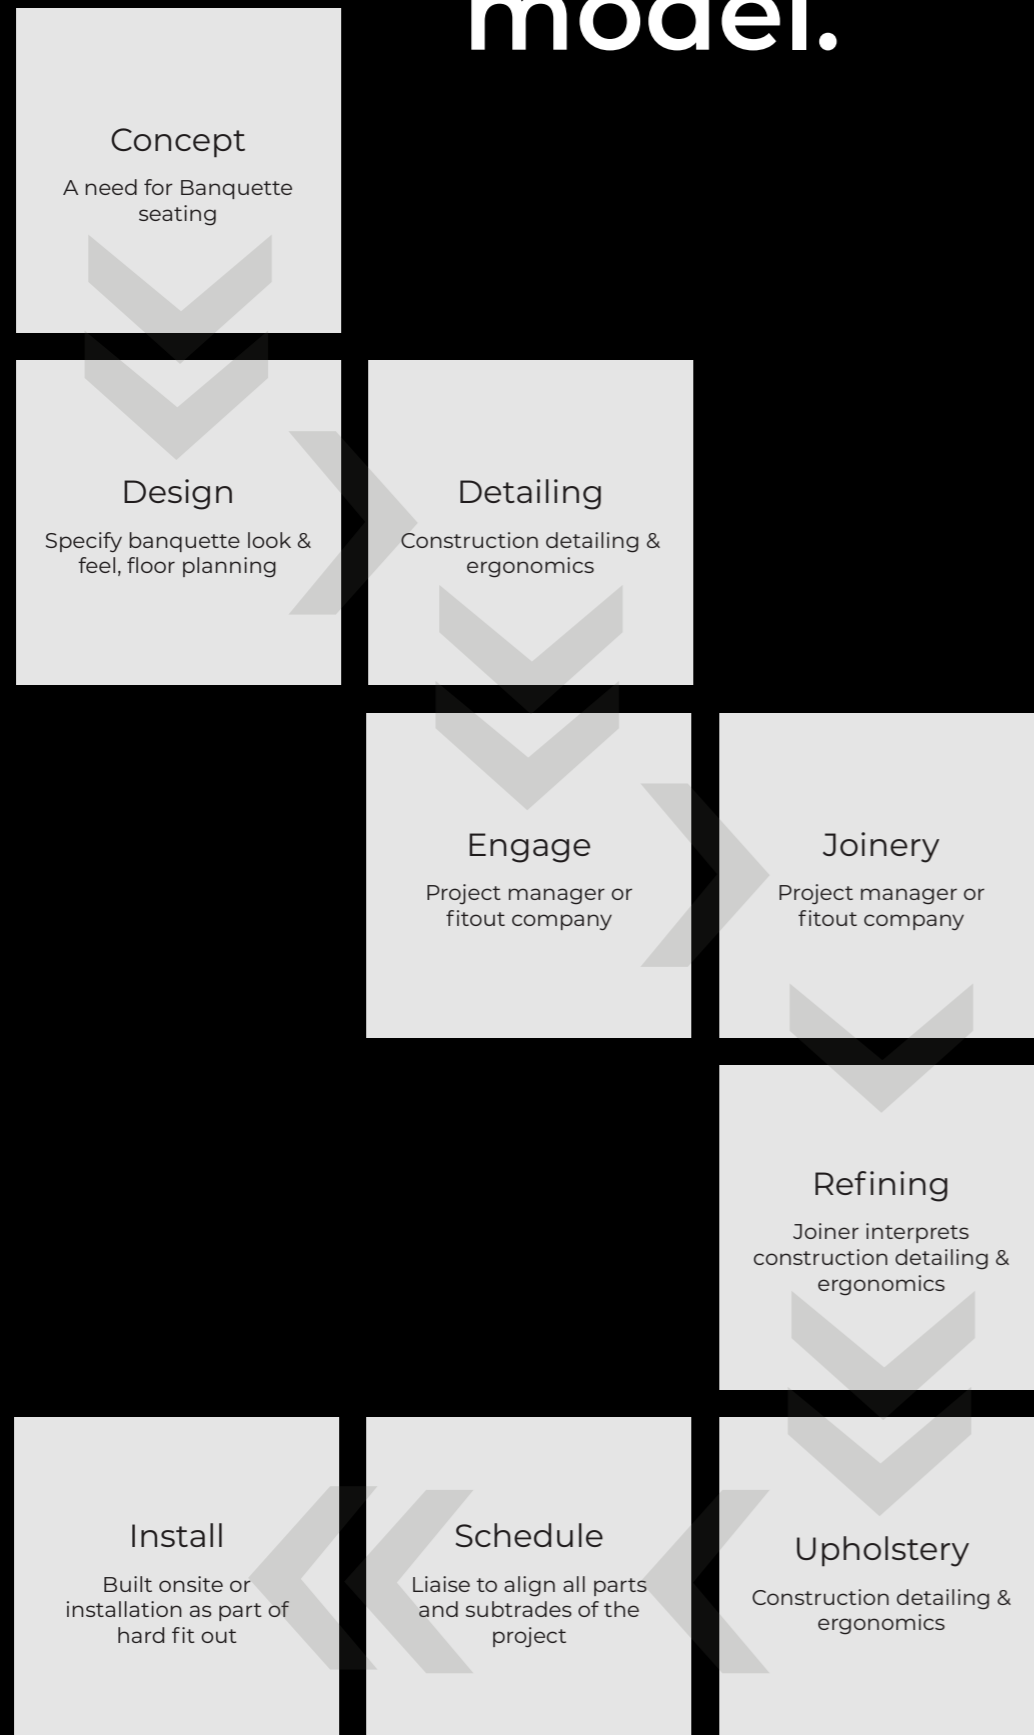 model.
Concept
A need for Banquette
seating
Design
Specify banquette look &
feel, floor planning
Detailing
Construction detailing &
ergonomics
Engage
Project manager or
fitout company
Joinery
Project manager or
fitout company
Refining
Joiner interprets
construction detailing &
ergonomics
Install
Built onsite or
installation as part of
hard fit out
Schedule
Liaise to align all parts
and subtrades of the
project
Upholstery
Construction detailing &
ergonomics